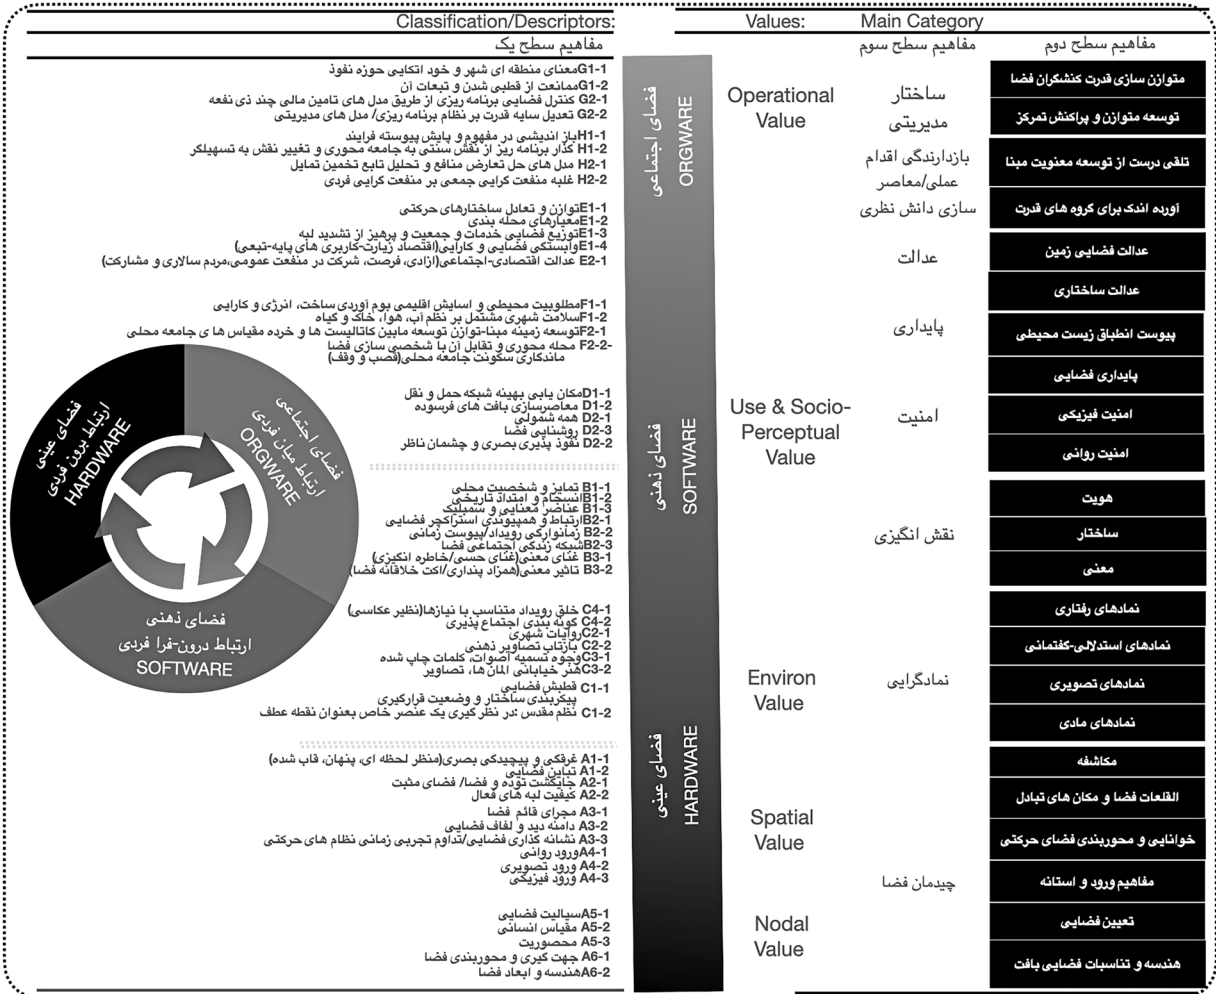 Classification/Descriptors:
Values:
Main Category
مفاهیم سطح یک
مفاهیم سطح سوم
مفاهیم سطح دوم
G1-1معنای منطقه ای شهر و خود اتکایی حوزه نفوذ
G1-2ممانعت از قطبی شدن و تبعات آن
G2-1 کنترل فضایی برنامه ریزی از طریق مدل های تامین مالی چند ذی نفعه
G2-2 تعدیل سایه قدرت بر نظام برنامه ریزی/ مدل های مدیریتی
H1-1باز اندیشی در مفهوم و پایش پیوسته فرایند
H1-2 گذار برنامه ریز از نقش سنتی به جامعه محوری و تغییر نقش به تسهیلگر
H2-1 مدل های حل تعارض منافع و تحلیل تابع تخمین تمایل
H2-2 غلبه منفعت گرایی جمعی بر منفعت گرایی فردی
E1-1توازن و تعادل ساختارهای حرکتی
E1-2معیارهای محله بندی
E1-3توزیع فضایی خدمات و جمعیت و پرهیز از تشدید لبه
E1-4وابستگی فضایی و کارایی(اقتصاد زیارت-کاربری های پایه-تبعی)
E2-1 عدالت اقتصادی-اجتماعی(ازادی، فرصت، شرکت در منفعت عمومی،مردم سالاری و مشارکت)
F1-1مطلوبیت محیطی و اسایش اقلیمی بوم آوردی ساخت، انرژی و کارایی
F1-2سلامت شهری مشتمل بر نظم آب، هوا، خاک و گیاه
F2-1 توسعه زمینه مبنا-توازن توسعه مابین کاتالیست ها و خرده مقیاس ها ی جامعه محلی
F2-2- محله محوری و تقابل آن با شخصی سازی فضا
ماندگاری سکونت جامعه محلی(قصب و وقف)
D1-1مکان یابی بهینه شبکه حمل و نقل
D1-2 معاصرسازی بافت های فرسوده
D2-1 همه شمولی
D2-3 روشنایی فضا
D2-2 نفوذ پذیری بصری و چشمان ناظر
B1-1 تمایز و شخصیت محلی
B1-2انسجام و امتداد تاریخی
B1-3 عناصر معنایی و سمبلیک
B2-1ارتباط و همپیوندی استراکچر فضایی
B2-2 زمانوارگی رویداد/پیوست زمانی
B2-3شبکه زندگی اجتماعی فضا
B3-1 غنای معنی(غنای حسی/خاطره انگیزی)
B3-2 تاثیر معنی(همزاد پنداری/اکت خلاقانه فضا)
C4-1 خلق رویداد متناسب با نیازها(نظیر عکاسی)
C4-2 گونه بندی اجتماع پذیری
C2-1روایات شهری
C2-2 بازتاب تصاویر ذهنی
C3-1وجوه تسمیه اصوات، کلمات چاپ شده
C3-2هنر خیابانی المان ها، تصاویر
C1-1 قطبش فضایی
پیکربندی ساختار و وضعیت قرارگیری
C1-2 نظم مقدس :در نظر گیری یک عنصر خاص بعنوان نقطه عطف
A1-1 غرقگی و پیچیدگی بصری(منظر لحظه ای، پنهان، قاب شده)
A1-2 تباین فضایی
A2-1 جایگشت توده و فضا/ فضای مثبت
A2-2 کیفیت لبه های فعال
A3-1 مجرای قائم فضا
A3-2 دامنه دید و لفاف فضایی
A3-3 نشانه گذاری فضایی/تداوم تجربی زمانی نظام های حرکتی
A4-1ورود روانی
A4-2 ورود تصویری
A4-3 ورود فیزیکی
A5-1سیالیت فضایی
A5-2 مقیاس انسانی
A5-3 محصوریت
A6-1 جهت گیری و محوربندی فضا
A6-2هندسه و ابعاد فضا
فضای عینی
ارتباط برون فردی
HARDWARE
فضای اجتماعی
ارتباط میان فردی
ORGWARE
فضای ذهنی
ارتباط درون-فرا فردی
SOFTWARE
فضای اجتماعی
ORGWARE
فضای ذهنی
SOFTWARE
فضای عینی
HARDWARE
Operational
Value
Use & Socio-
Perceptual
Value
Environ
Value
Spatial
Value
Nodal
Value
ساختار
مدیریتی
بازدارندگی اقدام
عملی/معاصر
سازی دانش نظری
عدالت
پایداری
امنیت
نقش انگیزی
نمادگرایی
چیدمان فضا
متوازن سازی قدرت کنشگران فضا
توسعه متوازن و پراکنش تمرکز
تلقی درست از توسعه معنویت مبنا
آورده اندک برای گروه های قدرت
عدالت فضایی زمین
عدالت ساختاری
پیوست انطباق زیست محیطی
پایداری فضایی
امنیت فیزیکی
امنیت روانی
هویت
ساختار
معنی
نمادهای رفتاری
نمادهای استدلالی-گفتمانی
نمادهای تصویری
نمادهای مادی
مکاشفه
القلعات فضا و مکان های تبادل
خوانایی و محوربندی فضای حرکتی
مفاهیم ورود و استانه
تعیین فضایی
هندسه و تناسبات فضایی بافت